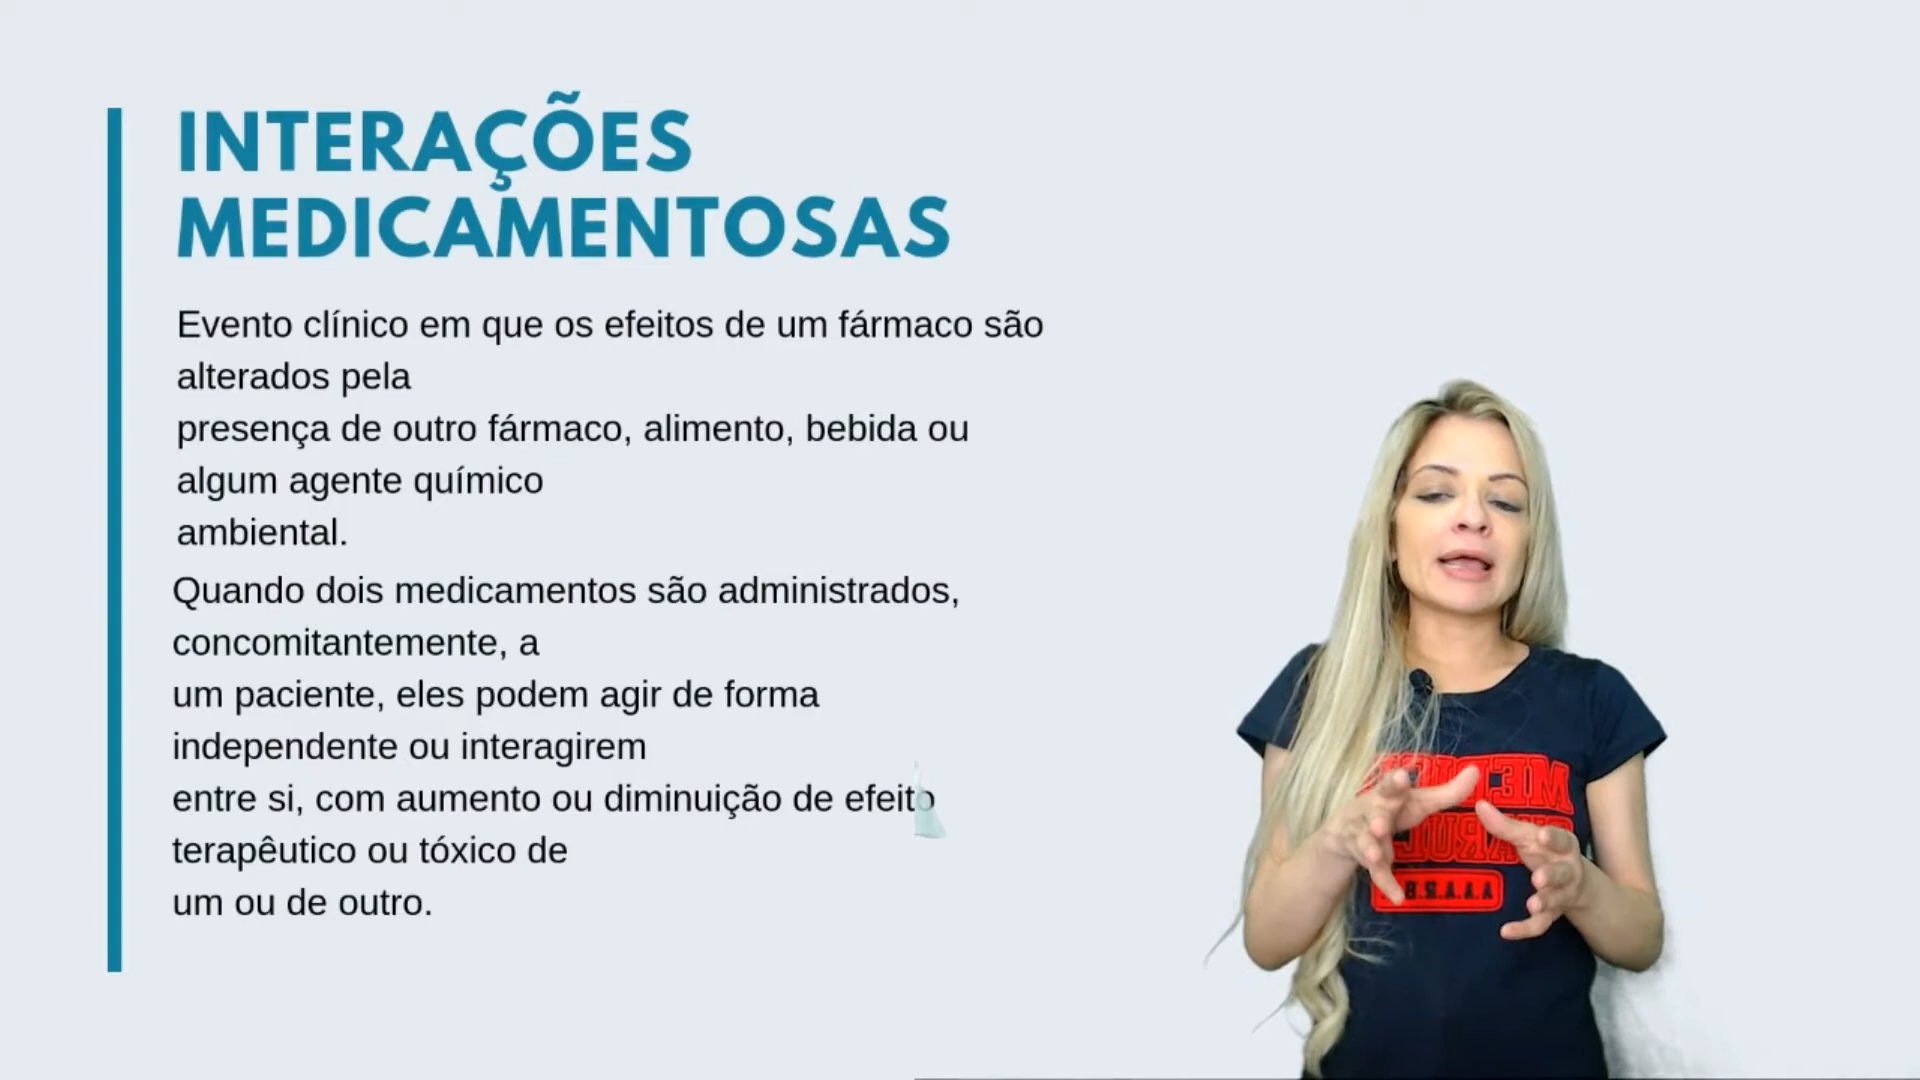 INTERAÇÕES
MEDICAMENTOSAS
Evento clínico em que os efeitos de um fármaco são
alterados pela
presença de outro fármaco, alimento, bebida ou
algum agente químico
ambiental.
Quando dois medicamentos são administrados,
concomitantemente, a
um paciente, eles podem agir de forma
independente ou interagirem
entre si, com aumento ou diminuição de efeito
terapêutico ou tóxico de
um ou de outro.